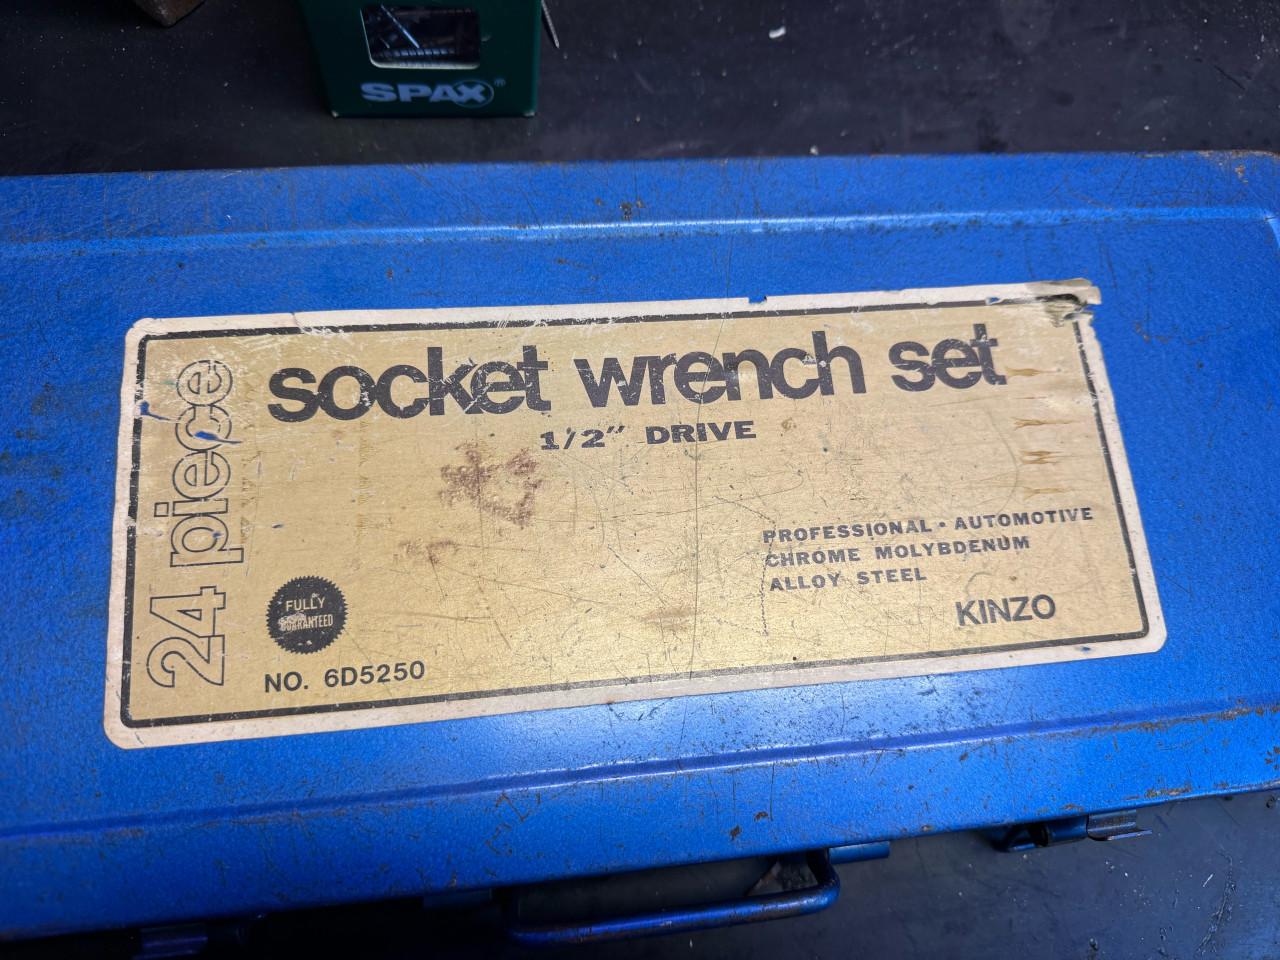 SPAX®
24 piece
socket wrench set
1/2" DRIVE
PROFESSIONAL · AUTOMOTIVE
CHROME MOLYBDENUM
ALLOY STEEL
KINZO
FULLY
GUARANTEED
NO. 6D5250